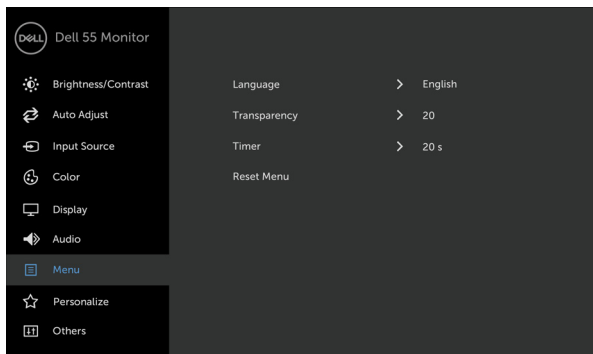 DELL Dell 55 Monitor
Brightness/Contrast
Auto Adjust
Input Source
Color
Display
Audio
Menu
Personalize
Others
Language English
Transparency 20
Timer 20 s
Reset Menu